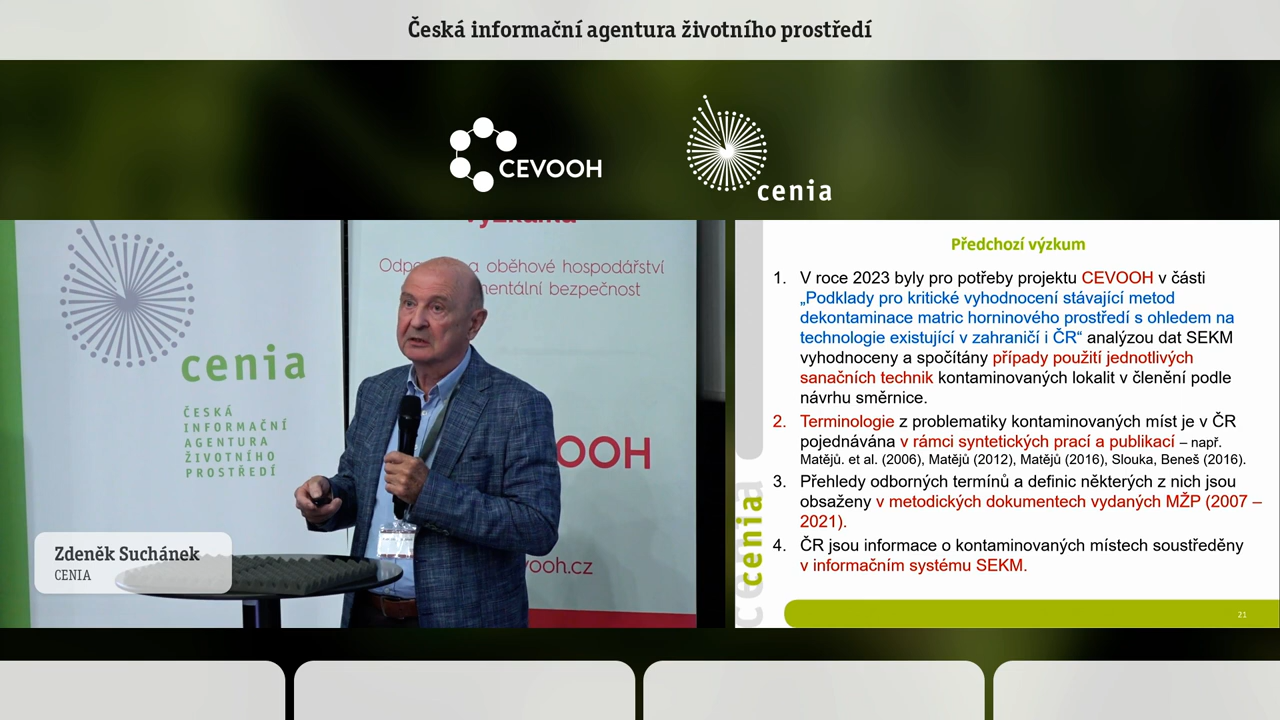 Česká informační agentura životního prostředí
CEVOOH
cenia
cenia
ČESKÁ
INFORMAČNÍ
AGENTURA
ŽIVOTNÍHO
PROSTŘEDÍ
a oběhové hospodářství
bezpečnost
OOH
Zdeněk Suchánek
CENIA
Předchozí výzkum
1. V roce 2023 byly pro potřeby projektu CEVOOH v části
„Podklady pro kritické vyhodnocení stávající metod
dekontaminace matric horninového prostředí s ohledem na
technologie existující v zahraničí i ČR“ analýzou dat SEKM
vyhodnoceny a spočítány případy použití jednotlivých
sanačních technik kontaminovaných lokalit v členění podle
návrhu směrnice.
2. Terminologie z problematiky kontaminovaných míst je v ČR
pojednávána v rámci syntetických prací a publikací – např.
Matějů. et al. (2006), Matějů (2012), Matějů (2016), Slouka, Beneš (2016).
3. Přehledy odborných termínů a definic některých z nich jsou
obsaženy v metodických dokumentech vydaných MŽP (2007 –
2021).
4. ČR jsou informace o kontaminovaných místech soustředěny
v informačním systému SEKM.
cenia
21